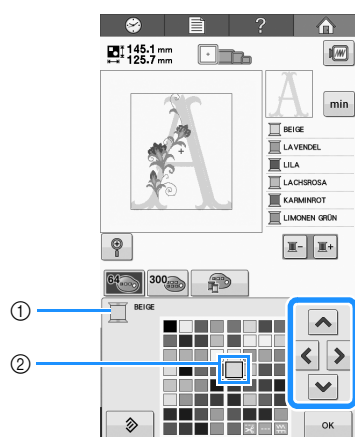 ?
145.1 mm
125.7 mm
A
A
min
BEIGE
LAVENDEL
LILA
LACHSROSA
KARMINROT
LIMONEN GRÜN
- +
64 300
① BEIGE
②
OK